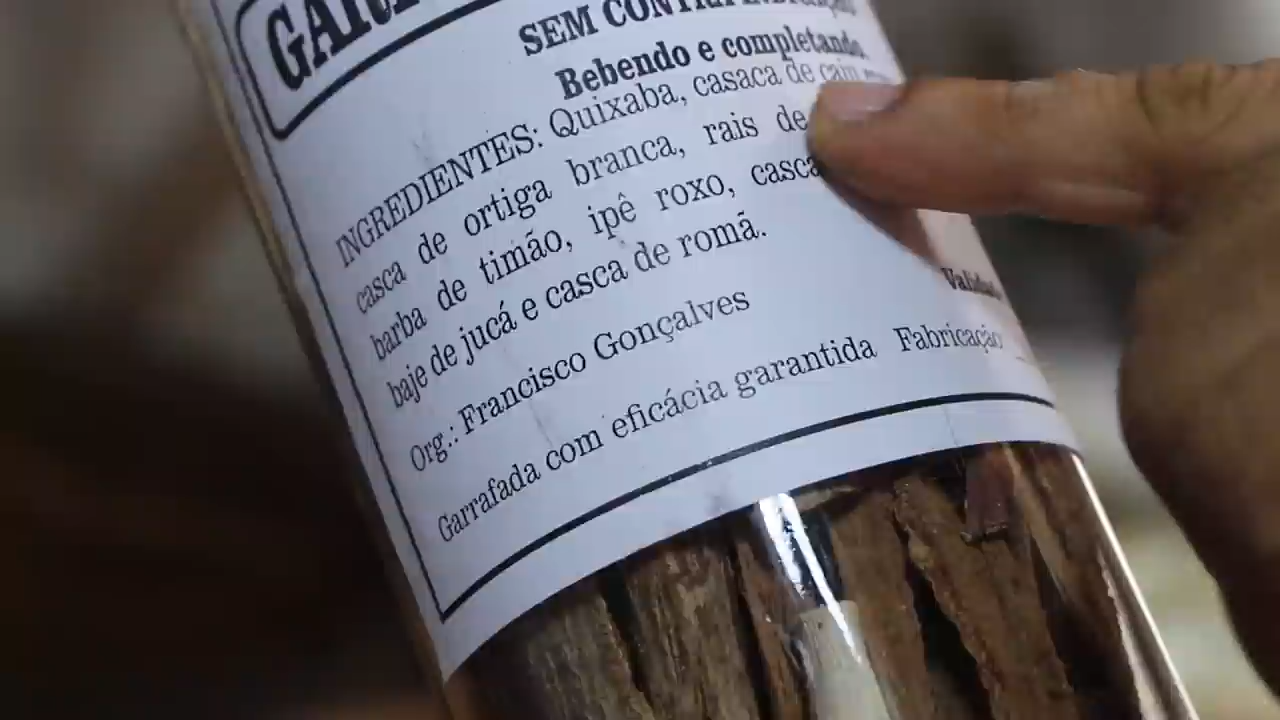 SEM CONTRA INDICAÇÃO
Bebendo e completando.
INGREDIENTES: Quixaba, casaca de
casca de ortiga branca, rais de
barba de timão, ipê roxo, casca
baje de jucá e casca de romã.
Org.: Francisco Gonçalves
Garrafada com eficácia garantida Fabricação